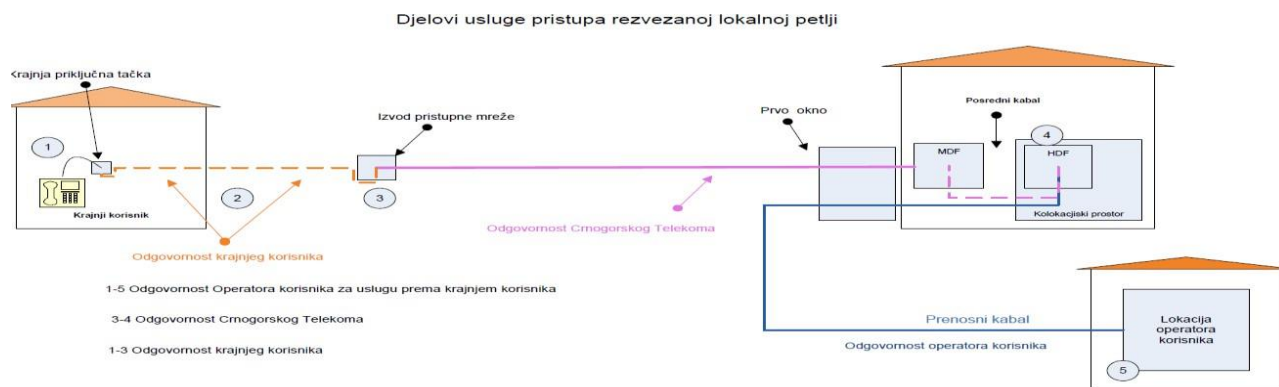 Djelovi usluge pristupa rezvezanoj lokalnoj petlji
Krajnja priključna tačka
Izvod pristupne mreže
Prvo okno
Posredni kabal
1
4
MDF
HDF
2
3
Krajnji korisnik
Kolokacjiski prostor
Odgovornost Crnogorskog Telekoma
Odgovornost krajnjeg korisnika
1-5 Odgovornost Operatora korisnika za uslugu prema krajnjem korisnika
3-4 Odgovornost Crnogorskog Telekoma
1-3 Odgovornost krajnjeg korisnika
Prenosni kabal
Odgovornost operatora korisnika
Lokacija
operatora
korisnika
5